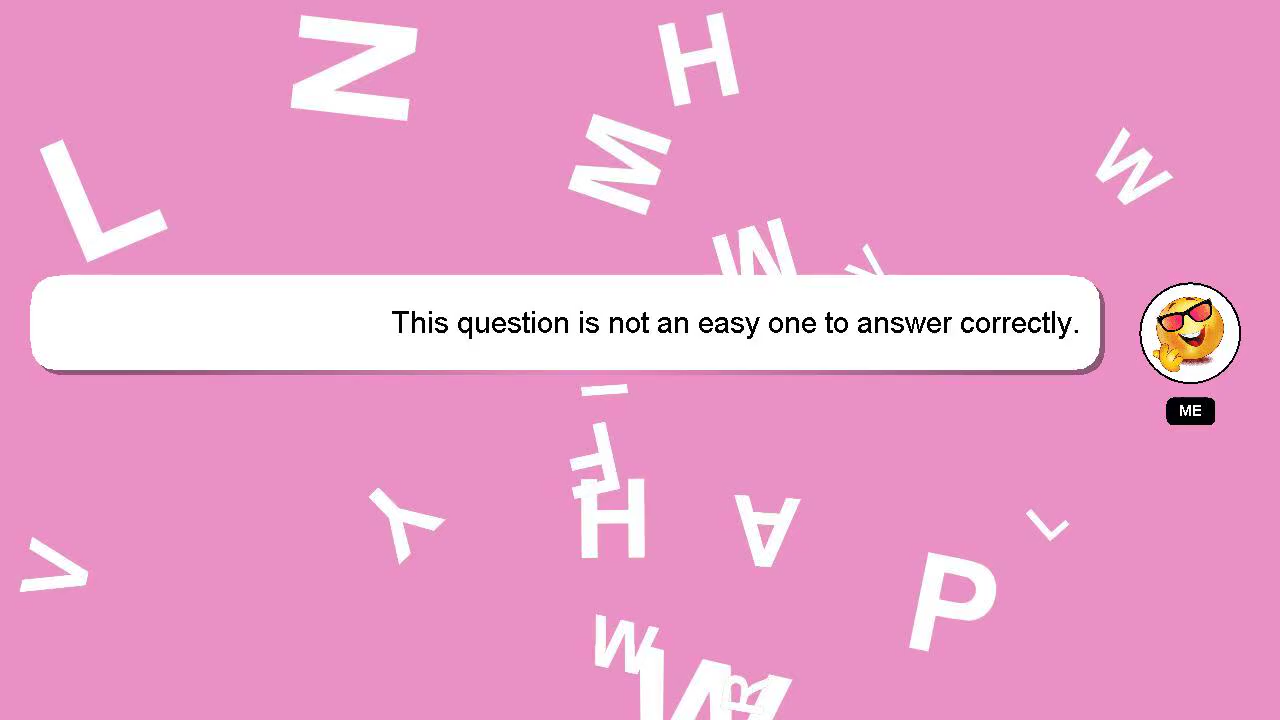 Z
H
L
M
W
W
V
This question is not an easy one to answer correctly.
ME
I
F
H
A
Y
L
V
P
W
W
B